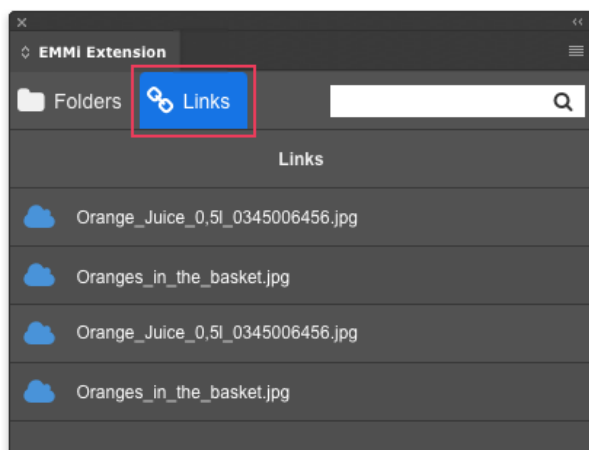 EMMi Extension
Folders Links
Links
Orange_Juice_0,5l_0345006456.jpg
Oranges_in_the_basket.jpg
Orange_Juice_0,5l_0345006456.jpg
Oranges_in_the_basket.jpg